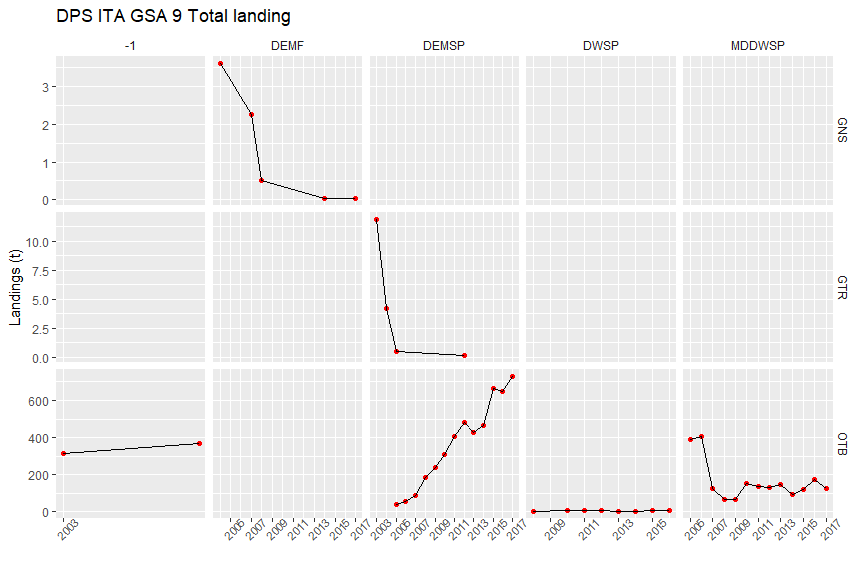 DPS ITA GSA 9 Total landing
-1 DEMF DEMSP DWSP MDDWSP
3
2
1
0
GNS
10.0
7.5
5.0
2.5
0.0
GTR
600
400
200
0
OTB
Landings (t)
2003
2005 2007 2009 2011 2013 2015 2017
2003 2005 2007 2009 2011 2013 2015 2017
2009 2011 2013 2015
2005 2007 2009 2011 2013 2015 2017